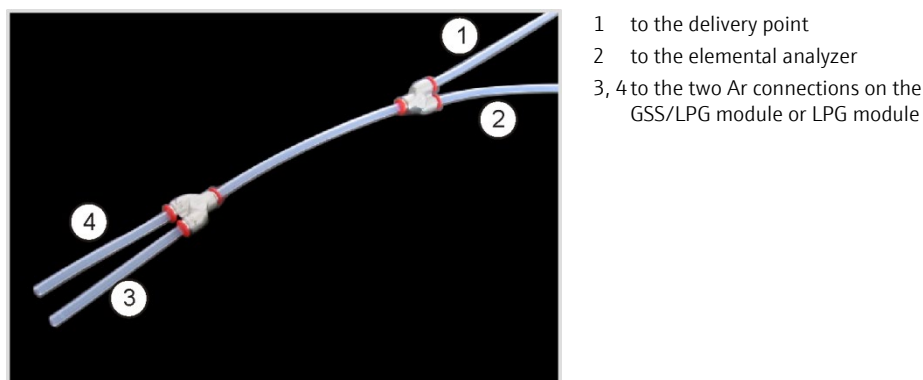 1
2
4
3
1 to the delivery point
2 to the elemental analyzer
3, 4 to the two Ar connections on the
GSS/LPG module or LPG module